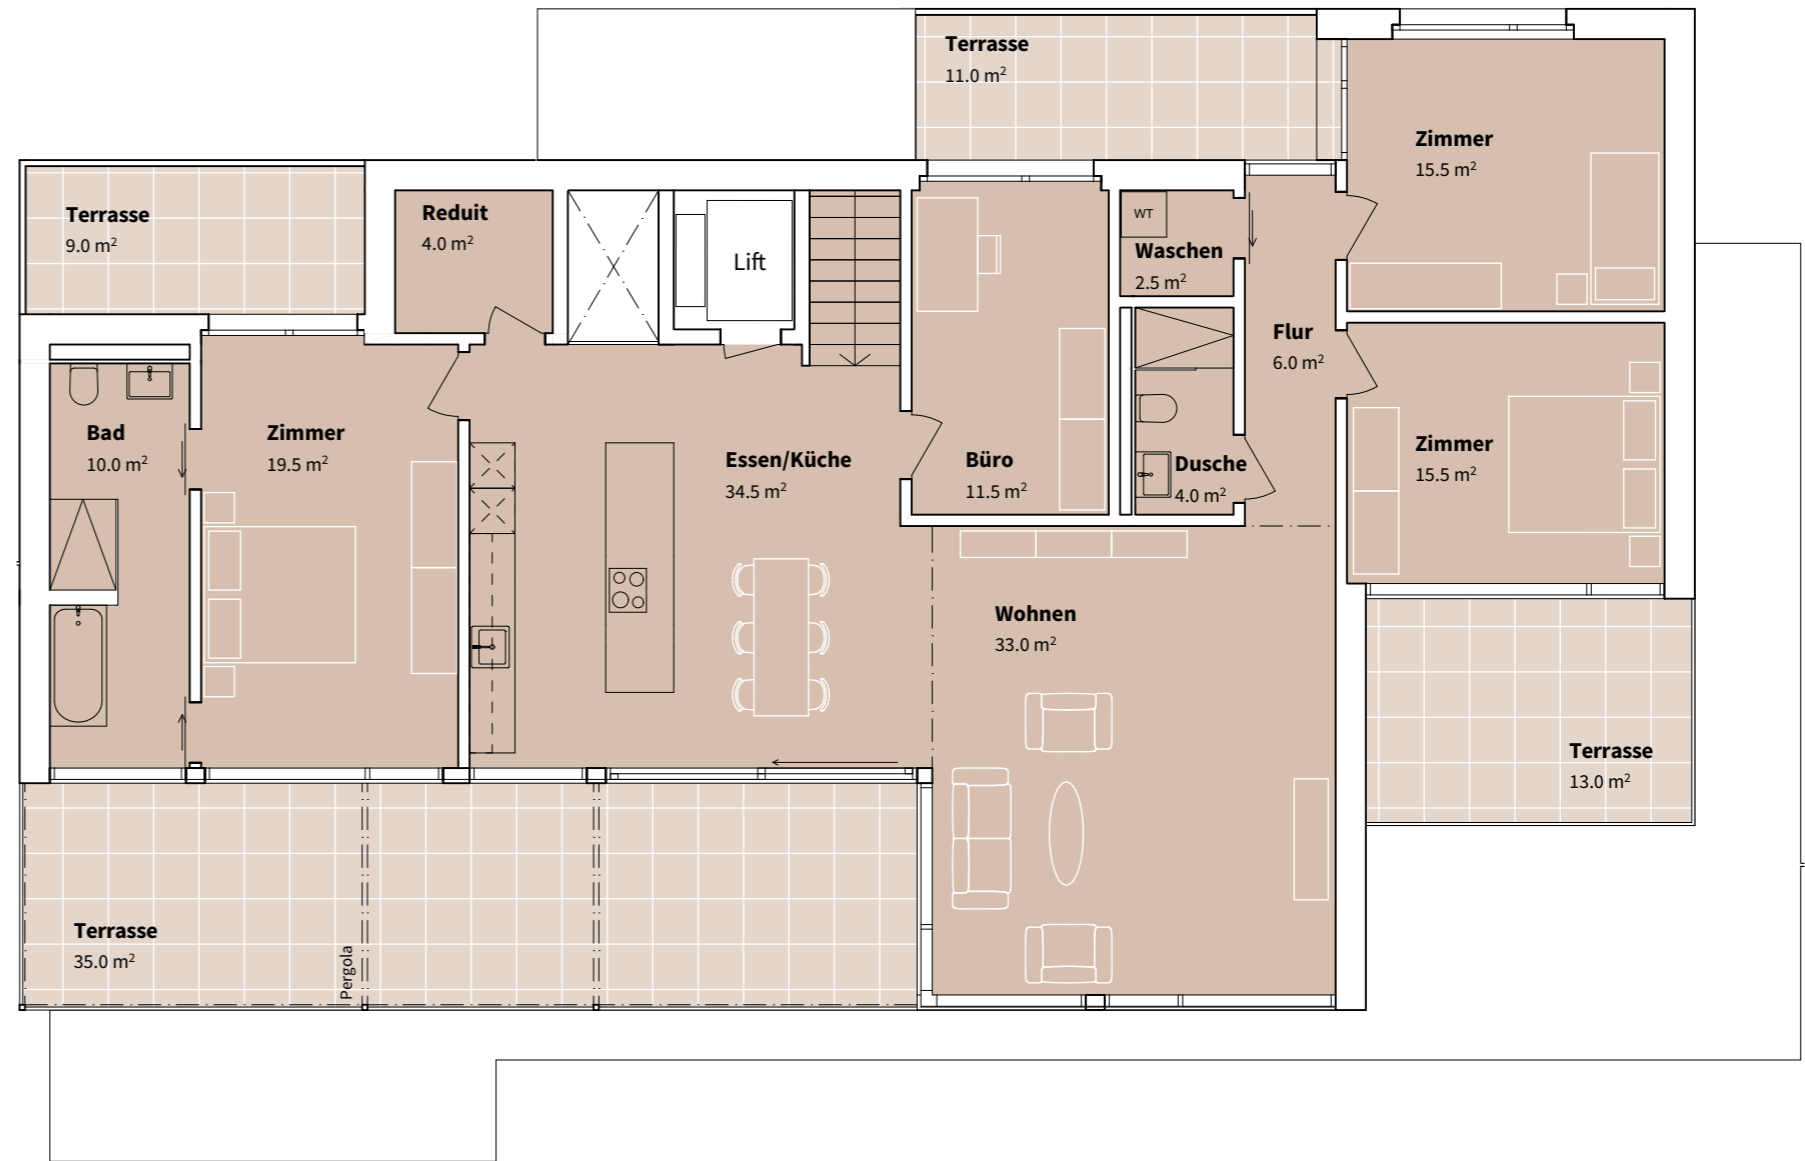 Terrasse
11.0 m²
Zimmer
15.5 m²
Terrasse
9.0 m²
Reduit
4.0 m²
Lift
WT
Waschen
2.5 m²
Flur
6.0 m²
Bad
10.0 m²
Zimmer
19.5 m²
Essen/Küche
34.5 m²
Büro
11.5 m²
Dusche
4.0 m²
Zimmer
15.5 m²
Wohnen
33.0 m²
Terrasse
13.0 m²
Terrasse
35.0 m²
Pergola